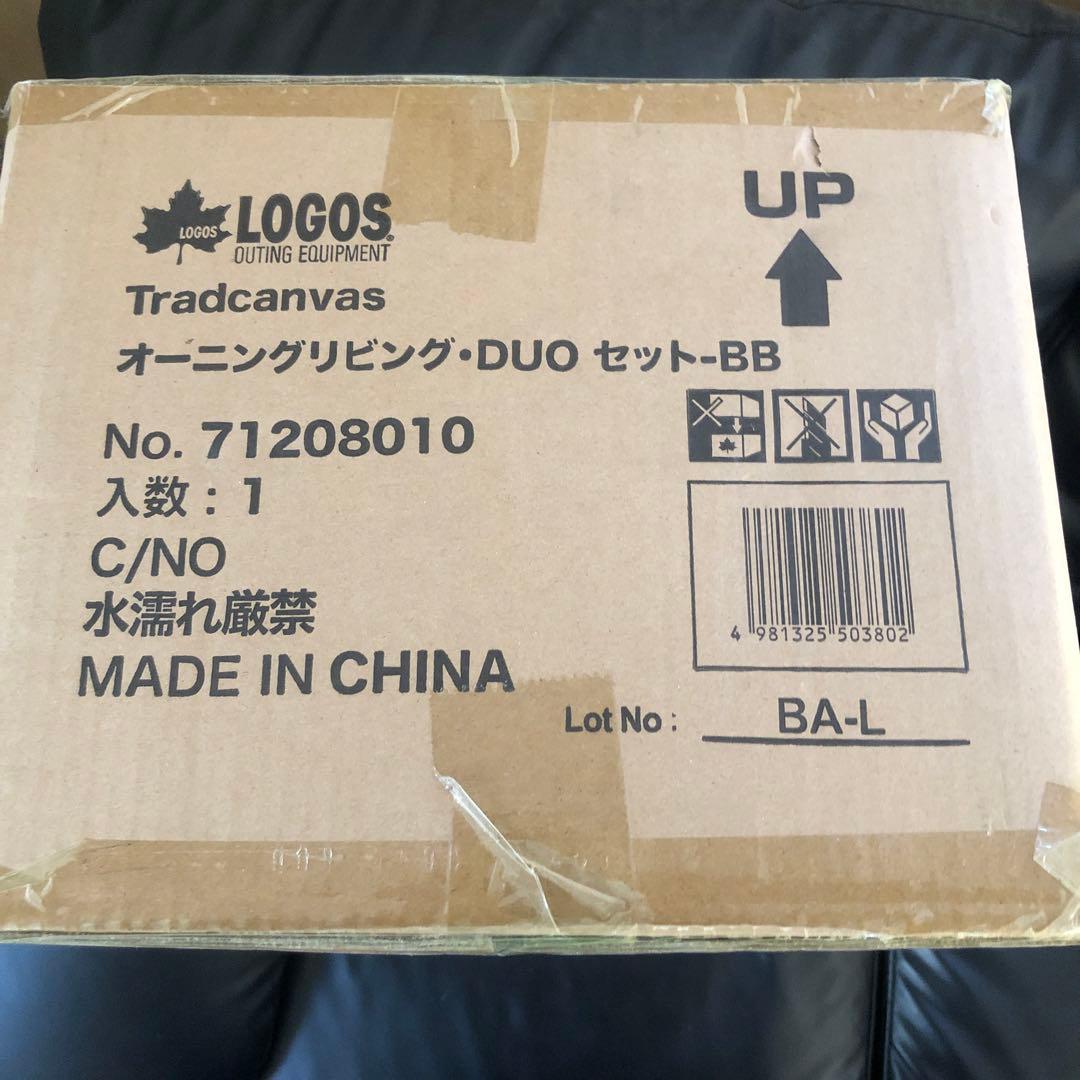 LOGOS
LOGOS
OUTING EQUIPMENT
UP
Tradcanvas
オーニングリビング・DUO セット-BB
No. 71208010
入数 : 1
C/NO
水濡れ厳禁
MADE IN CHINA
4 981325 503802
Lot No : BA-L